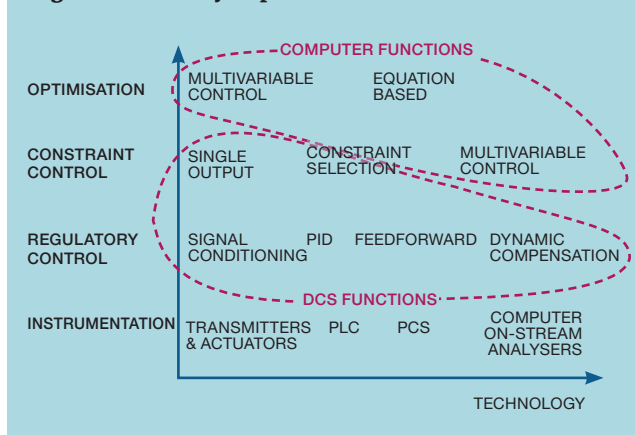 COMPUTER FUNCTIONS
OPTIMISATION
MULTIVARIABLE
CONTROL
EQUATION
BASED
CONSTRAINT
CONTROL
SINGLE
OUTPUT
CONSTRAINT
SELECTION
MULTIVARIABLE
CONTROL
REGULATORY
CONTROL
SIGNAL
CONDITIONING
PID
FEEDFORWARD
DYNAMIC
COMPENSATION
DCS FUNCTIONS
INSTRUMENTATION
TRANSMITTERS
& ACTUATORS
PLC
PCS
COMPUTER
ON-STREAM
ANALYSERS
TECHNOLOGY